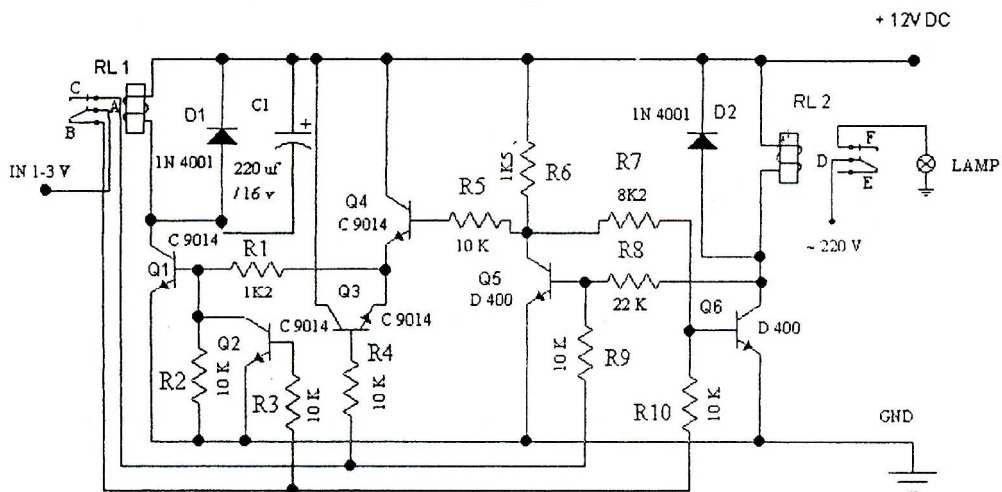 + 12V DC
RL 1
C
A
B
IN 1-3 V
D1
1N 4001
C1
+
220 uf
/ 16 v
Q4
C 9014
R5
10 K
1K5
R6
R7
8K2
1N 4001
D2
RL 2
F
D
E
LAMP
~ 220 V
C 9014
Q1
R1
1K2
Q3
C 9014
C 9014
Q2
R2
10 K
R3
10 K
R4
10 K
Q5
D 400
R8
22 K
R9
10 K
Q6
D 400
R10
10 K
GND